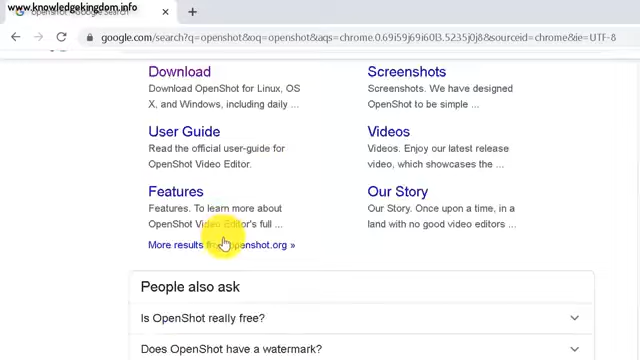 www.knowledgekingdom.info
openshot - Google Search
google.com/search?q=openshot&oq=openshot&aqs=chrome.0.69i59j69i60l3.5235j0j8&sourceid=chrome&ie=UTF-8
Download
Download OpenShot for Linux, OS
X, and Windows, including daily ...
Screenshots
Screenshots. We have designed
OpenShot to be simple ...
User Guide
Read the official user-guide for
OpenShot Video Editor.
Videos
Videos. Enjoy our latest release
video, which showcases the ...
Features
Features. To learn more about
OpenShot Video Editor's full ...
Our Story
Our Story. Once upon a time, in a
land with no good video editors ...
More results from openshot.org »
People also ask
Is OpenShot really free?
Does OpenShot have a watermark?